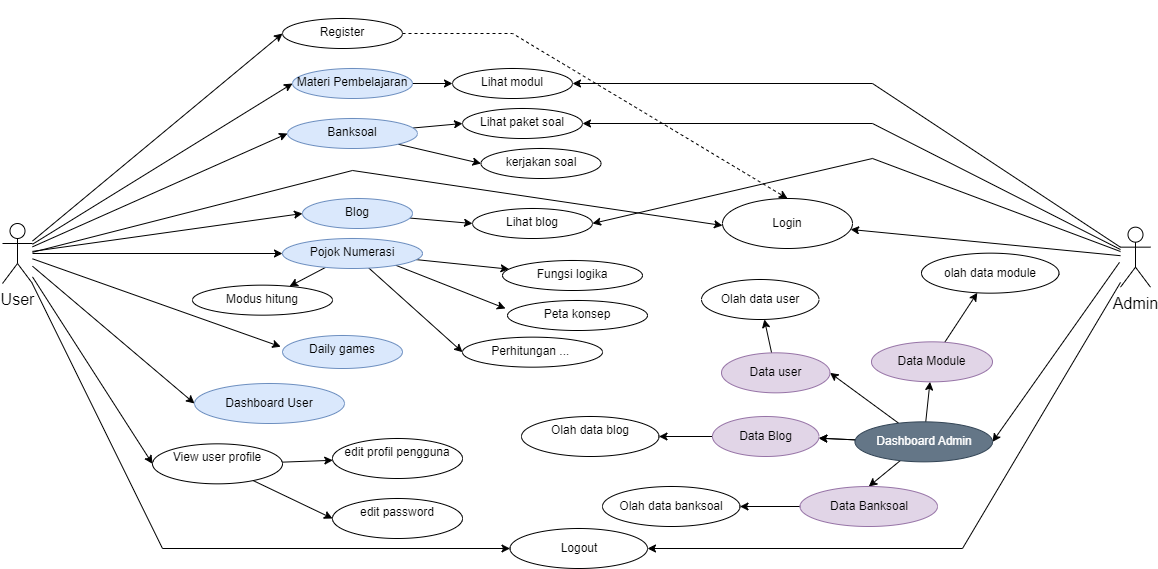 Register
Materi Pembelajaran
Lihat modul
Banksoal
Lihat paket soal
kerjakan soal
Blog
Lihat blog
Login
Pojok Numerasi
Fungsi logika
olah data module
Modus hitung
Olah data user
User
Admin
Peta konsep
Daily games
Perhitungan ...
Data user
Data Module
Dashboard User
Olah data blog
Data Blog
Dashboard Admin
View user profile
edit profil pengguna
edit password
Olah data banksoal
Data Banksoal
Logout